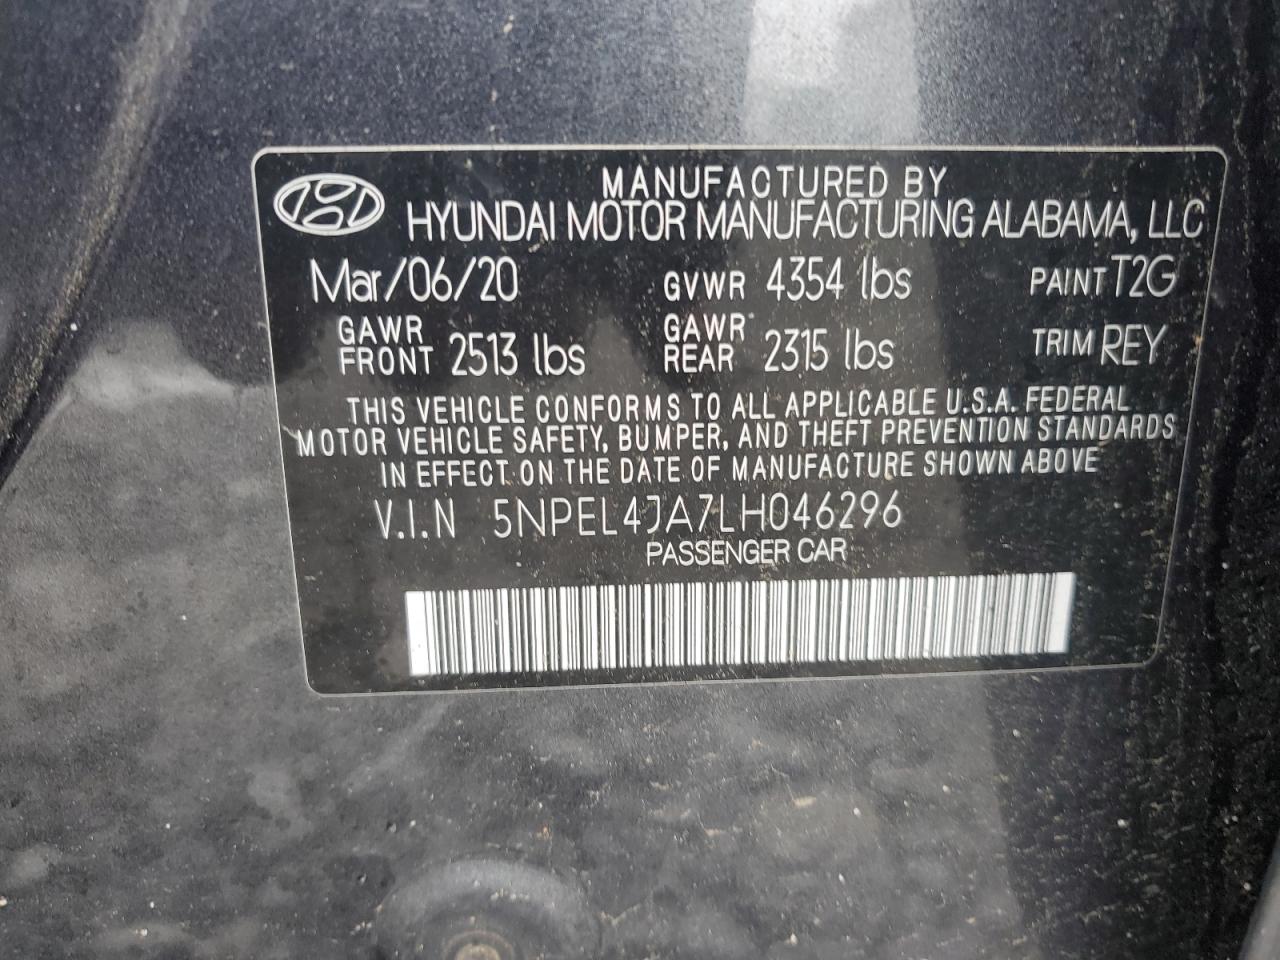 MANUFACTURED BY
HYUNDAI MOTOR MANUFACTURING ALABAMA, LLC
Mar/06/20 GVWR 4354 lbs PAINT T2G
GAWR FRONT 2513 lbs GAWR REAR 2315 lbs TRIM REY
THIS VEHICLE CONFORMS TO ALL APPLICABLE U.S.A. FEDERAL
MOTOR VEHICLE SAFETY, BUMPER, AND THEFT PREVENTION STANDARDS
IN EFFECT ON THE DATE OF MANUFACTURE SHOWN ABOVE
V.I.N 5NPEL4JA7LH046296
PASSENGER CAR